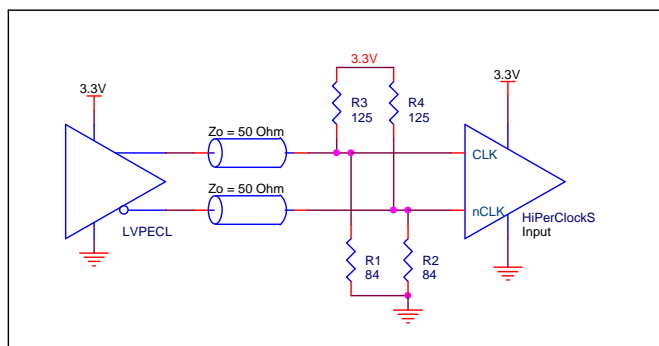 3.3V
3.3V
3.3V
R3
125
R4
125
Zo = 50 Ohm
CLK
Zo = 50 Ohm
nCLK
LVPECL
HiPerClockS
Input
R1
84
R2
84